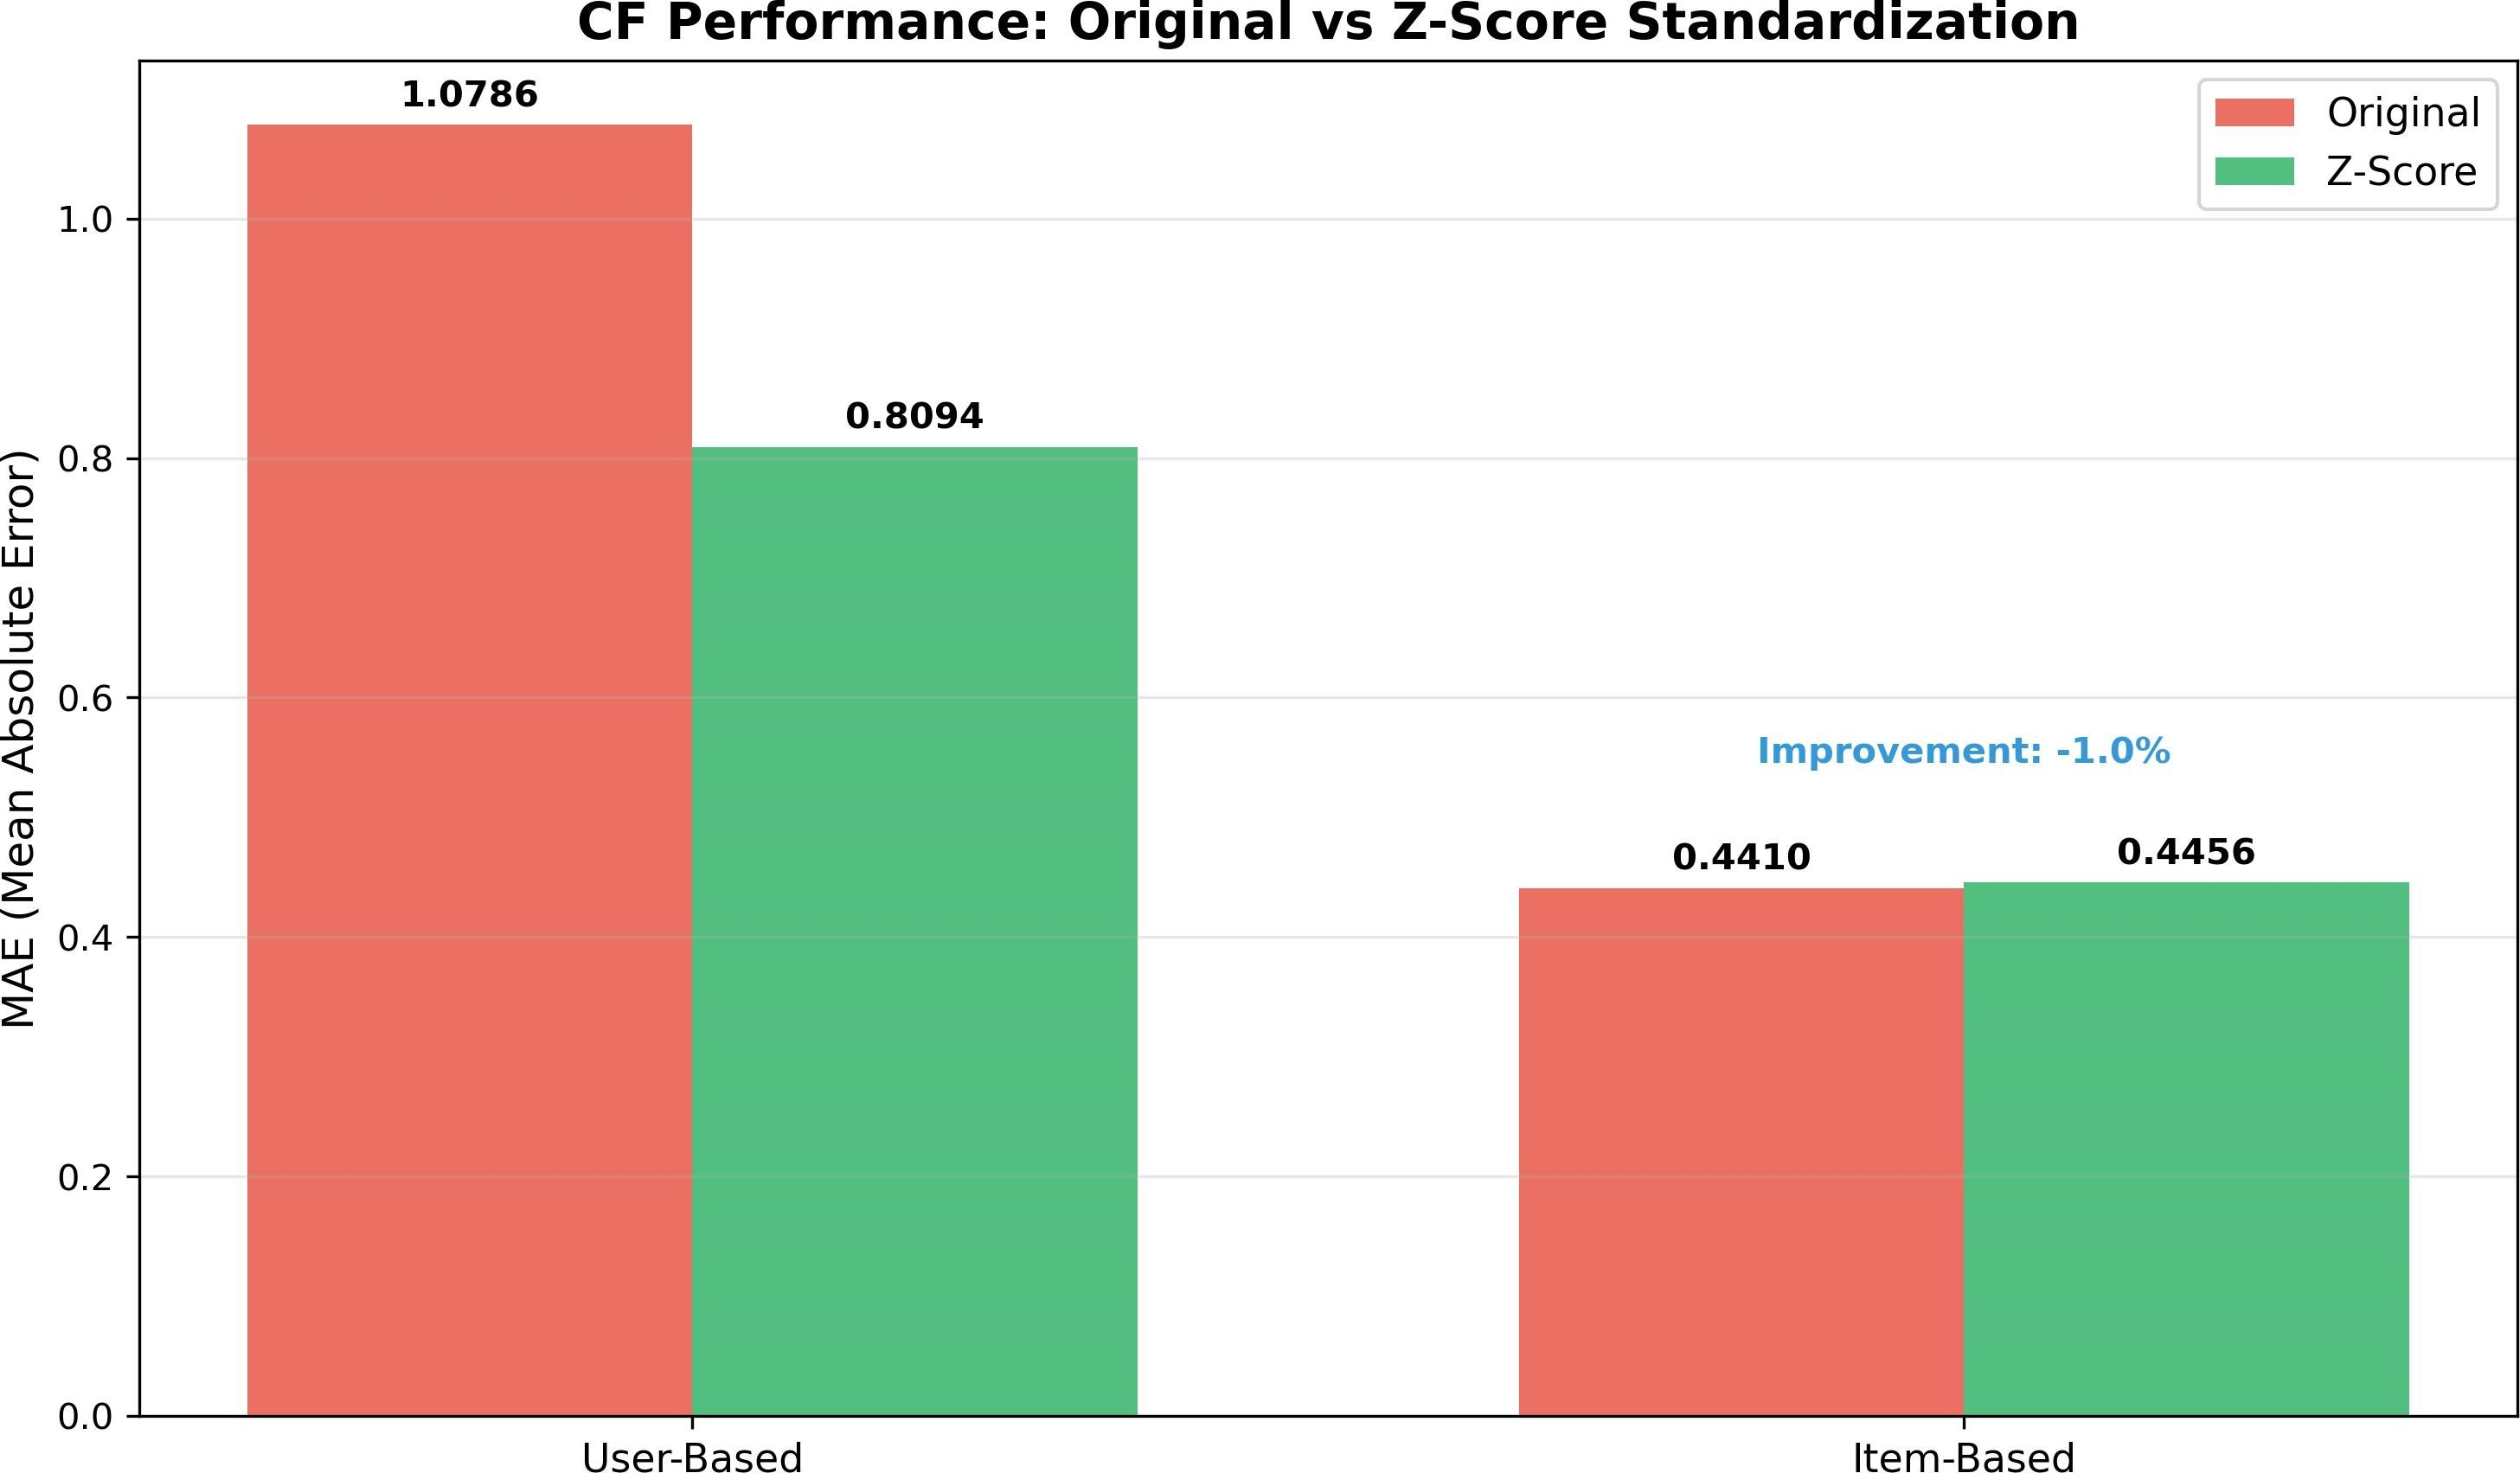 CF Performance: Original vs Z-Score Standardization
1.0786
Original
Z-Score
1.0
0.8094
0.8
MAE (Mean Absolute Error)
0.6
Improvement: -1.0%
0.4410
0.4456
0.4
0.2
0.0
User-Based
Item-Based